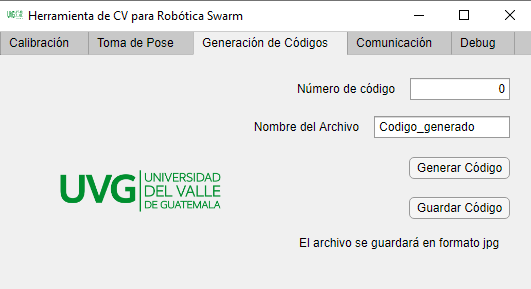 UVG Herramienta de CV para Robótica Swarm
Calibración Toma de Pose Generación de Códigos Comunicación Debug
Número de código 0
Nombre del Archivo Codigo_generado
Generar Código
UVG UNIVERSIDAD
DEL VALLE
DE GUATEMALA
Guardar Código
El archivo se guardará en formato jpg